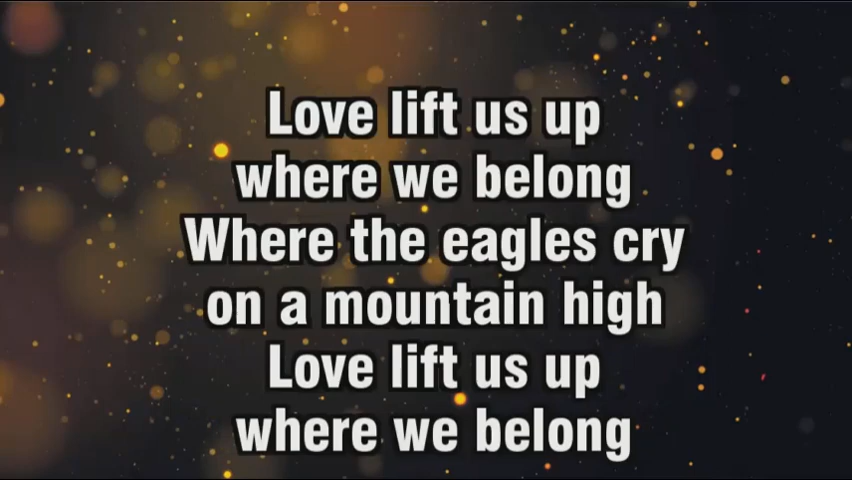 Love lift us up
where we belong
Where the eagles cry
on a mountain high
Love lift us up
where we belong